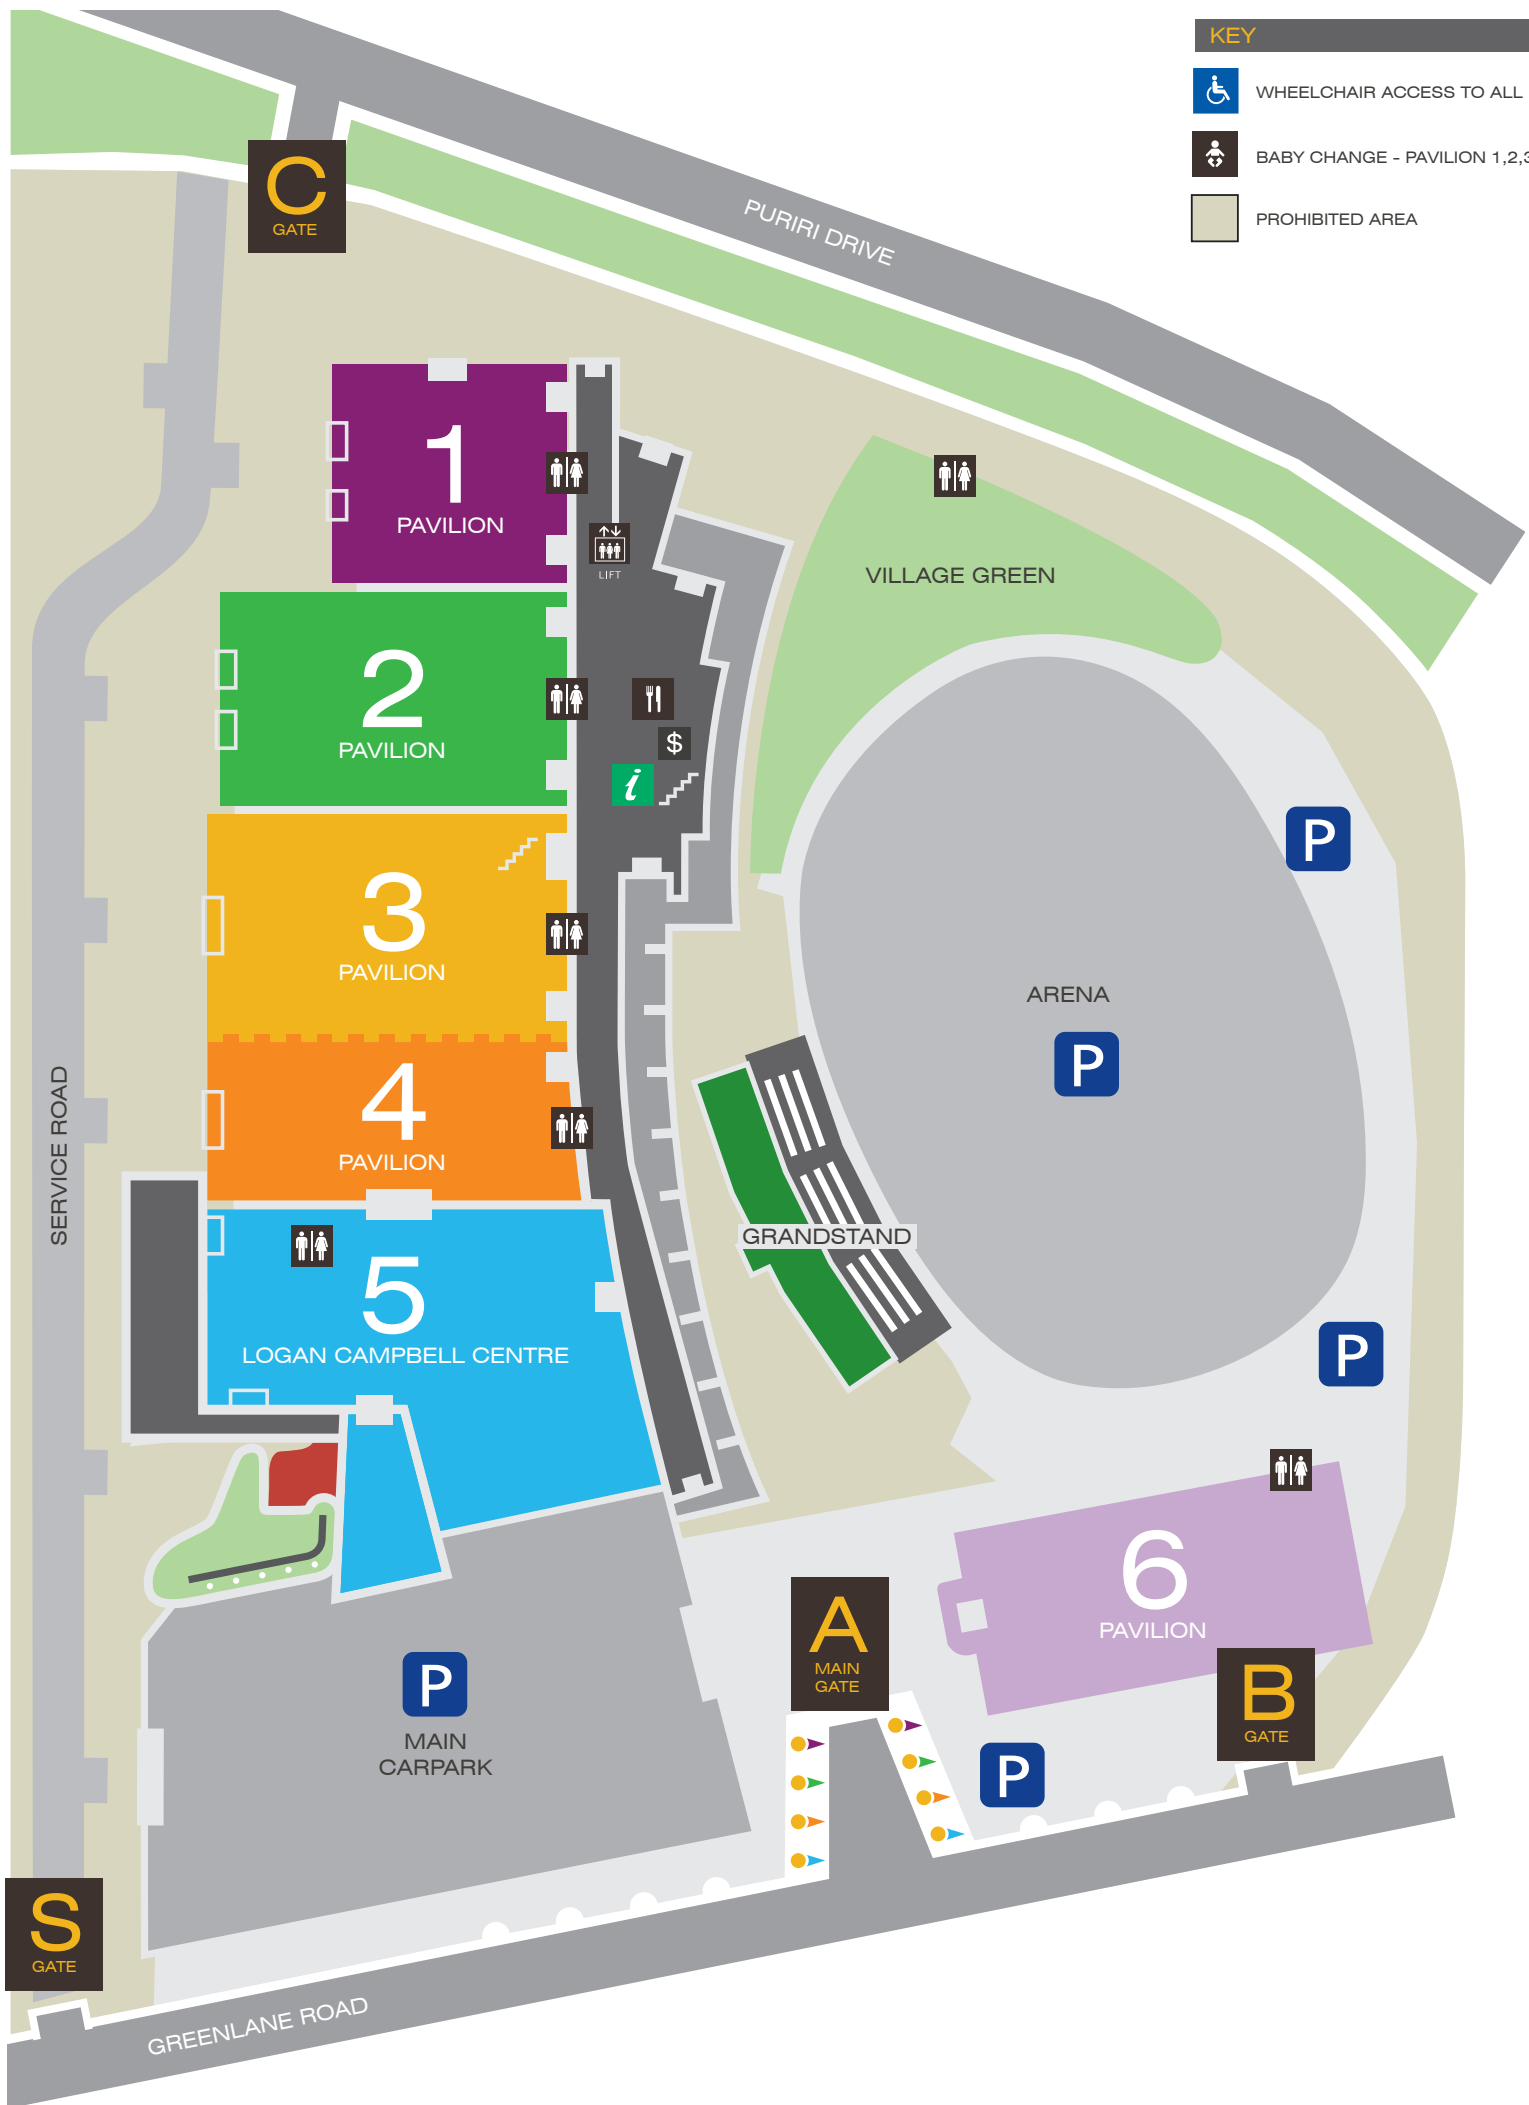 KEY
WHEELCHAIR ACCESS TO ALL
BABY CHANGE - PAVILION 1,2,3
PROHIBITED AREA
C
GATE
PURIRI DRIVE
1
PAVILION
LIFT
VILLAGE GREEN
2
PAVILION
$
i
3
PAVILION
ARENA
P
P
4
PAVILION
SERVICE ROAD
GRANDSTAND
5
LOGAN CAMPBELL CENTRE
P
6
PAVILION
A
MAIN
GATE
B
GATE
P
MAIN
CARPARK
P
S
GATE
GREENLANE ROAD